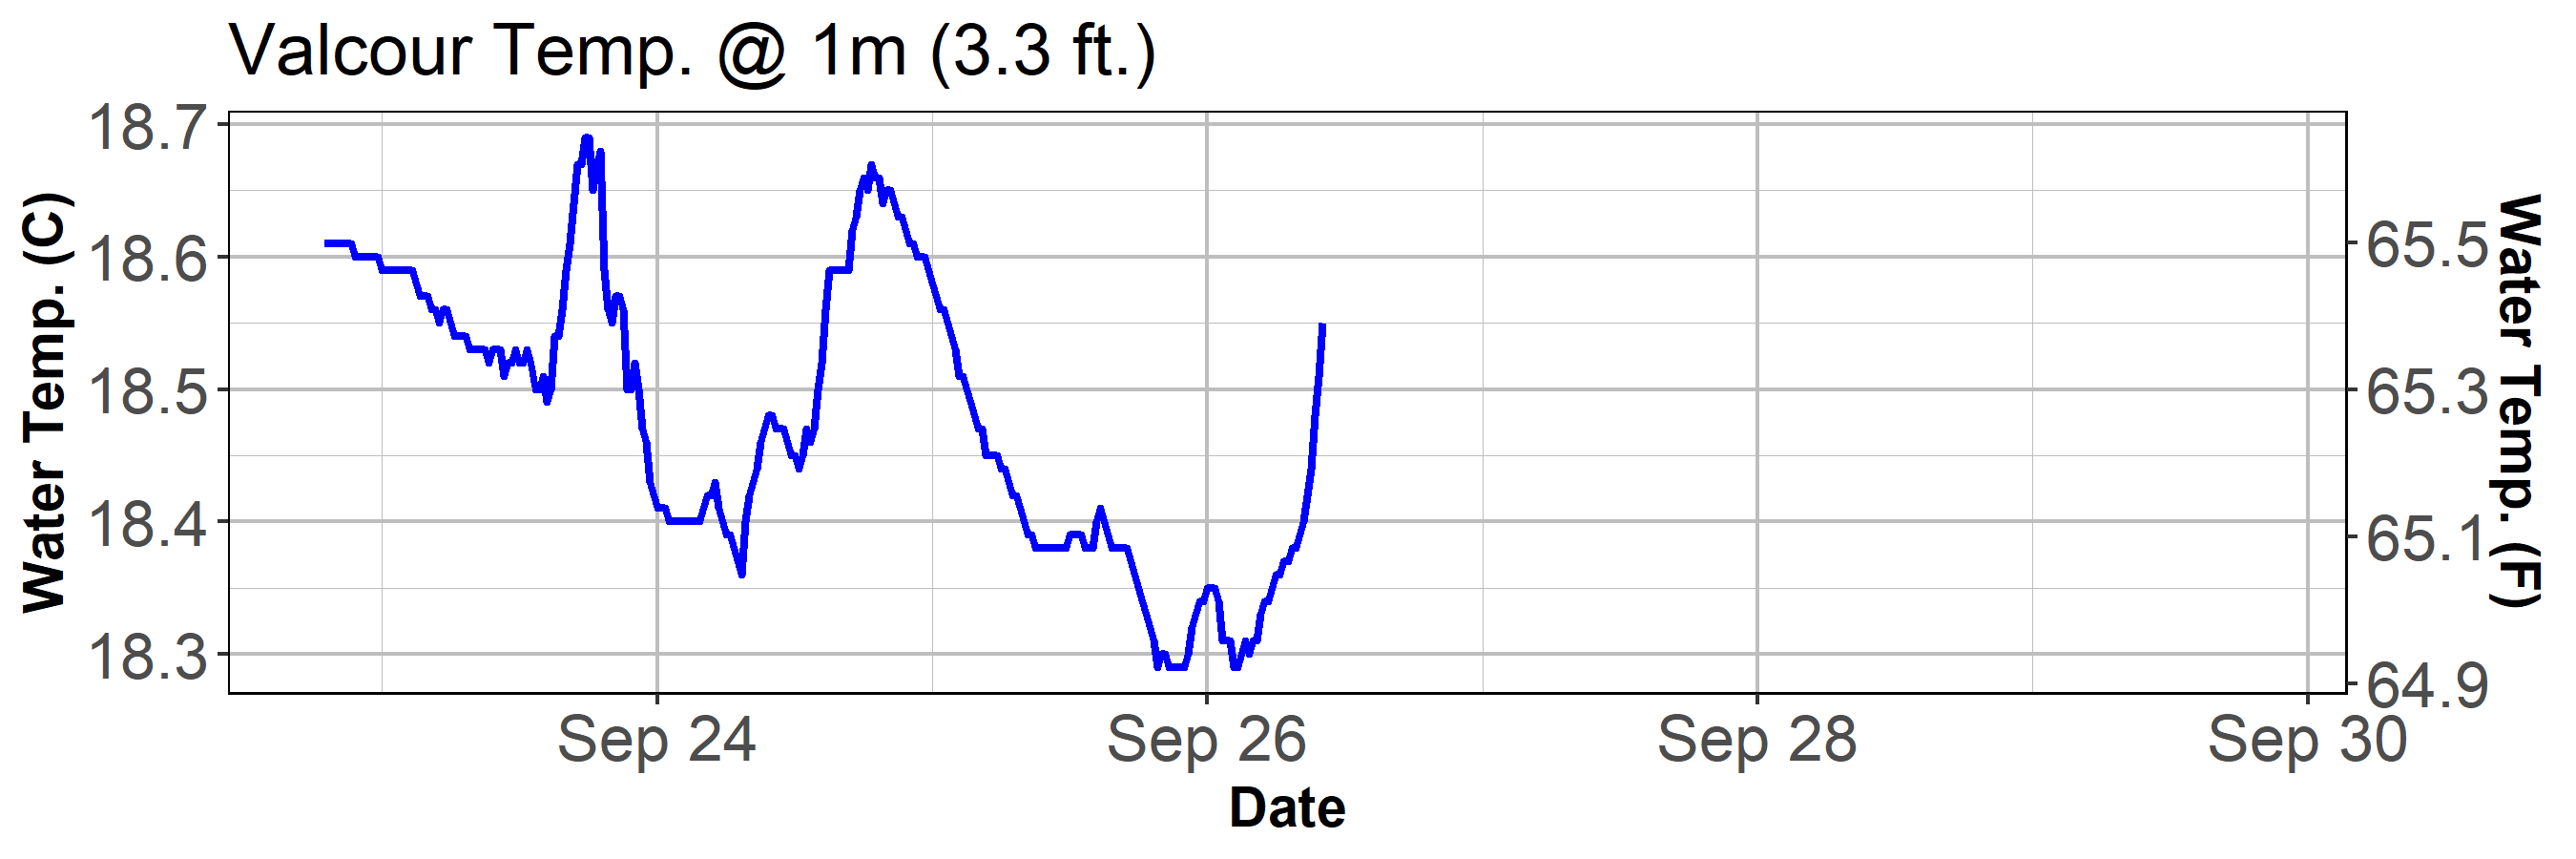 Valcour Temp. @ 1m (3.3 ft.)
Water Temp. (C)
18.7
18.6
18.5
18.4
18.3
65.5
65.3
65.1
64.9
Water Temp. (F)
Sep 24
Sep 26
Sep 28
Sep 30
Date